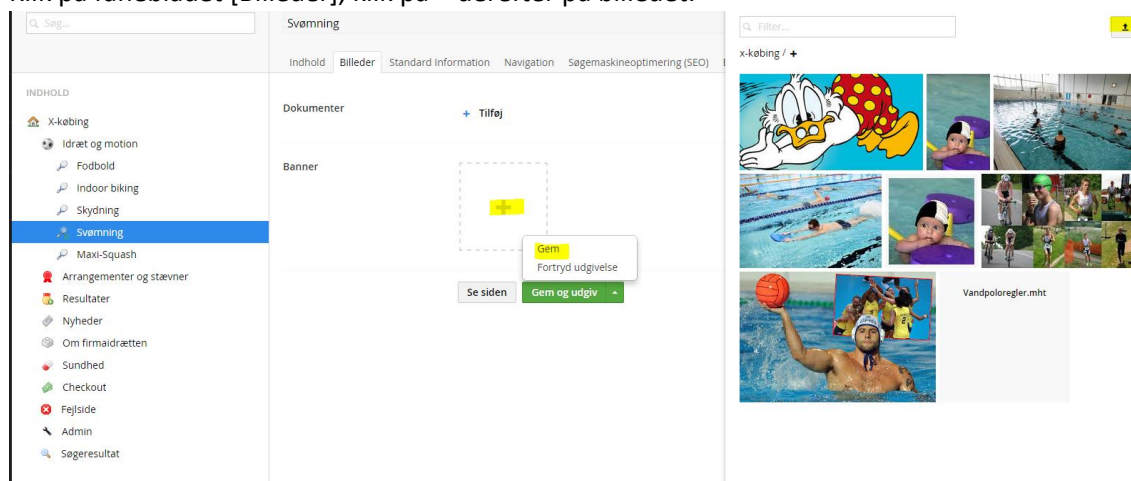 Søg...
INDHOLD
X-købing
Idræt og motion
Fodbold
Indoor biking
Skydning
Svømning
Maxi-Squash
Arrangementer og stævner
Resultater
Nyheder
Om firmaidrætten
Sundhed
Checkout
Fejlside
Admin
Søgeresultat
Svømning
Indhold Billeder Standard Information Navigation Søgemaskineoptimering (SEO)
Dokumenter + Tilføj
Banner
Gem
Fortryd udgivelse
Se siden Gem og udgiv
Filter...
x-købing / +
Vandpoloregler.mht